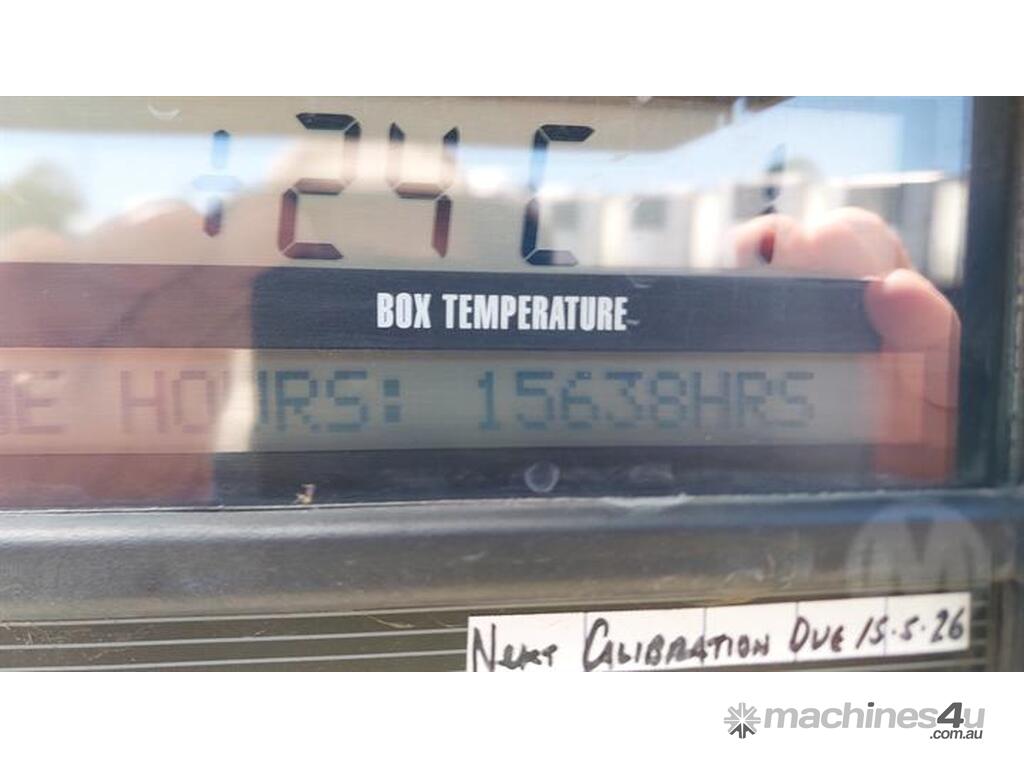 +24C
BOX TEMPERATURE
E HOURS: 15638HRS
NEXT CALIBRATION DUE 15.5.26
M
machines4u
.com.au